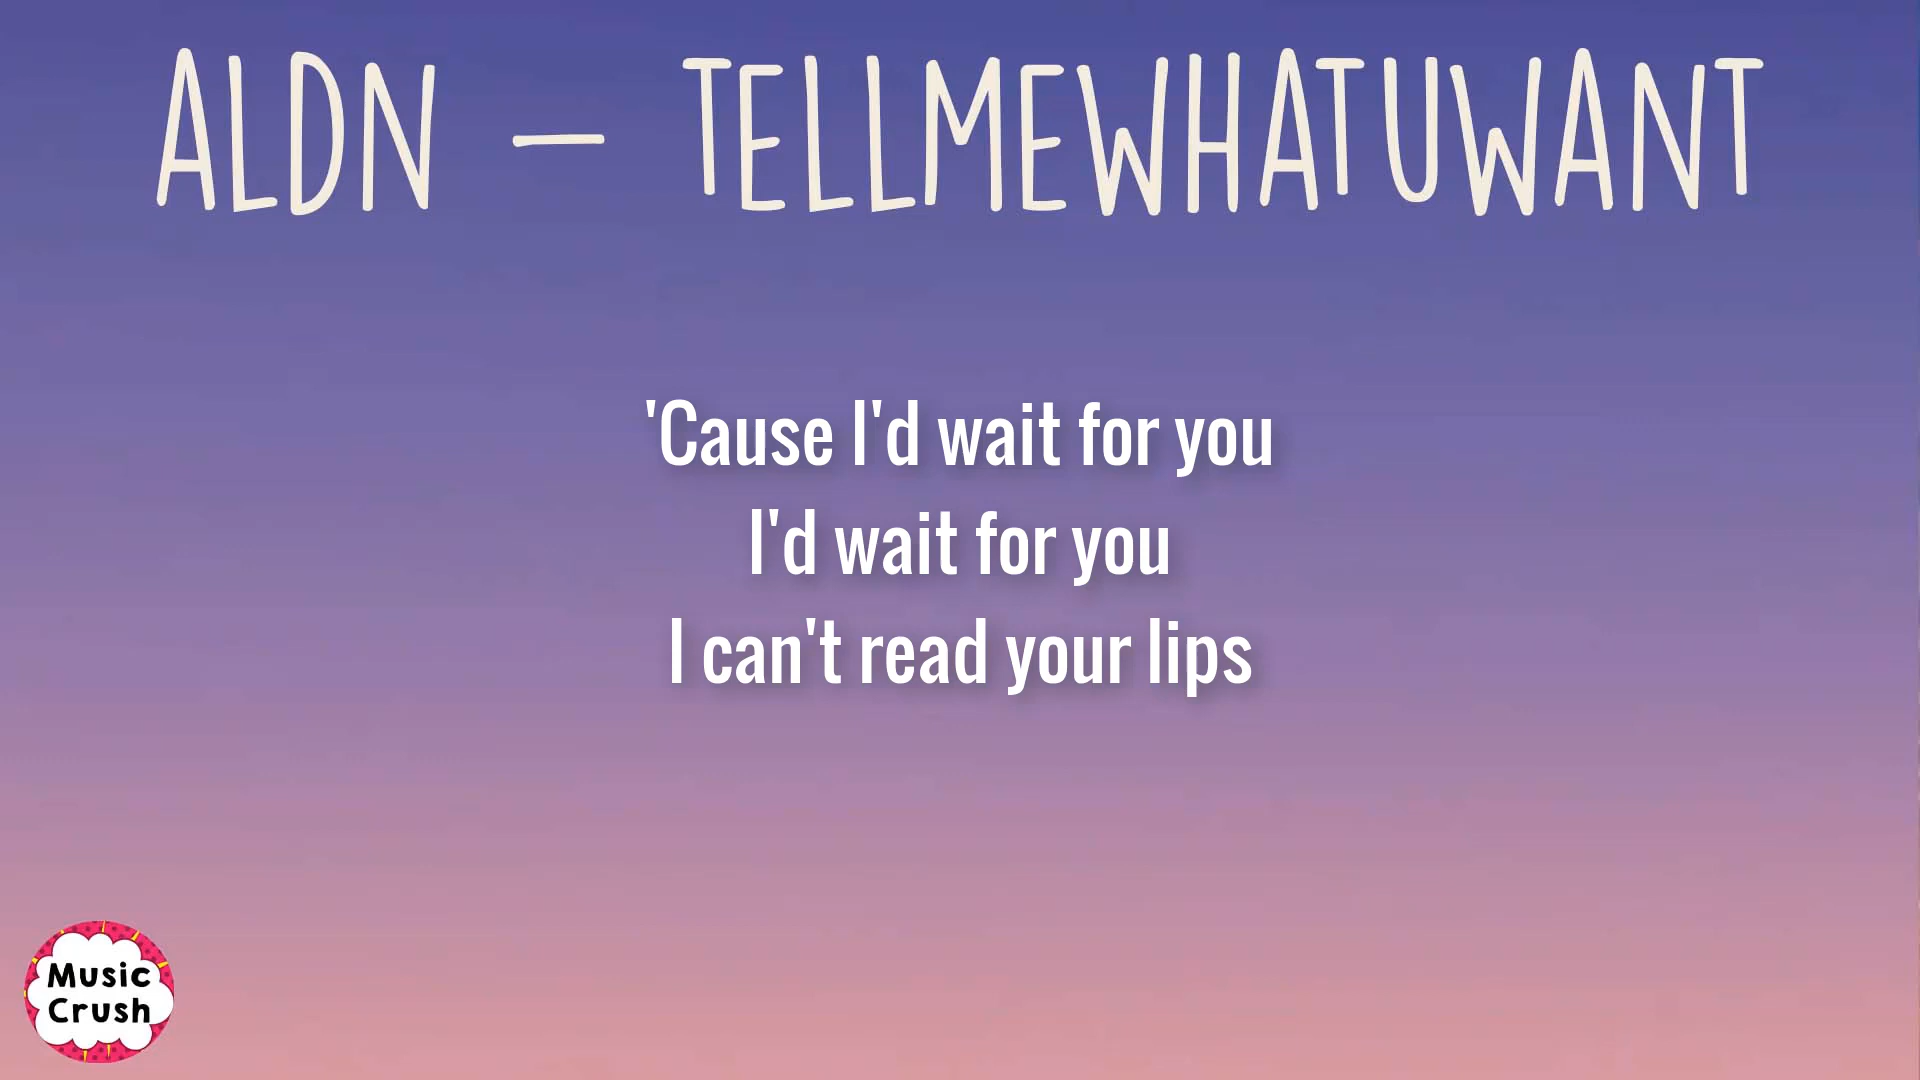 ALDN – TELLMEWHATUWANT
'Cause I'd wait for you
I'd wait for you
I can't read your lips
Music
Crush